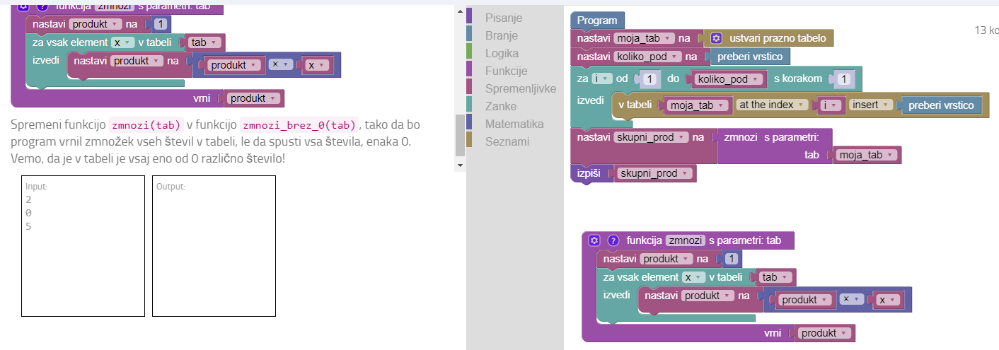 funkcija zmnozi s parametri: tab
nastavi produkt na 1
za vsak element x v tabeli tab
izvedi nastavi produkt na produkt × x
vrni produkt
Spremeni funkcijo zmnozi(tab) v funkcijo zmnozi_brez_0(tab), tako da bo
program vrnil zmnožek vseh števil v tabeli, le da spusti vsa števila, enaka 0.
Vemo, da je v tabeli je vsaj eno od 0 različno število!
Input:
2
0
5
Output:
Pisanje
Branje
Logika
Funkcije
Spremenljivke
Zanke
Matematika
Seznami
Program
nastavi moja_tab na ustvari prazno tabelo
nastavi koliko_pod na preberi vrstico
za i od 1 do koliko_pod s korakom 1
izvedi v tabeli moja_tab at the index i insert preberi vrstico
nastavi skupni_prod na zmnozi s parametri:
tab moja_tab
izpiši skupni_prod
13 ko
? funkcija zmnozi s parametri: tab
nastavi produkt na 1
za vsak element x v tabeli tab
izvedi nastavi produkt na produkt × x
vrni produkt